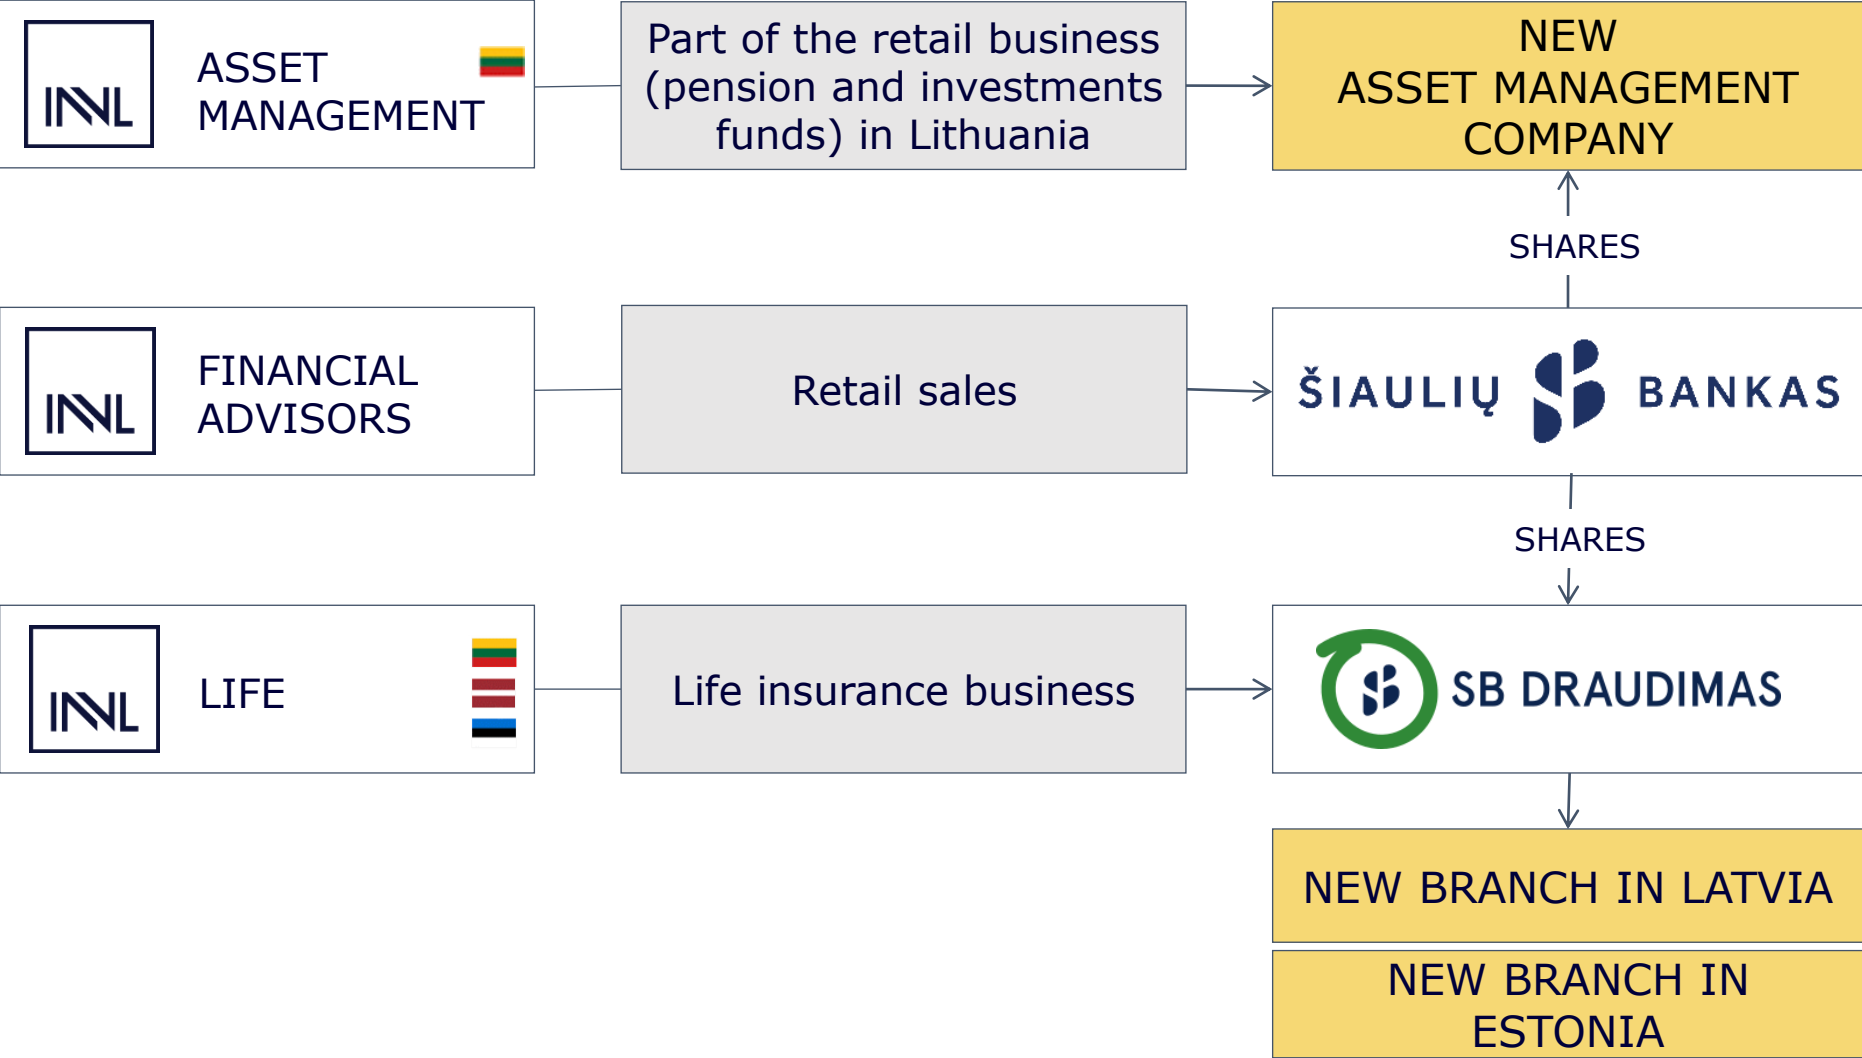 INVL
ASSET
MANAGEMENT
Part of the retail business
(pension and investments
funds) in Lithuania
NEW
ASSET MANAGEMENT
COMPANY
SHARES
INVL
FINANCIAL
ADVISORS
Retail sales
ŠIAULIŲ BANKAS
SHARES
INVL
LIFE
Life insurance business
SB DRAUDIMAS
NEW BRANCH IN LATVIA
NEW BRANCH IN
ESTONIA